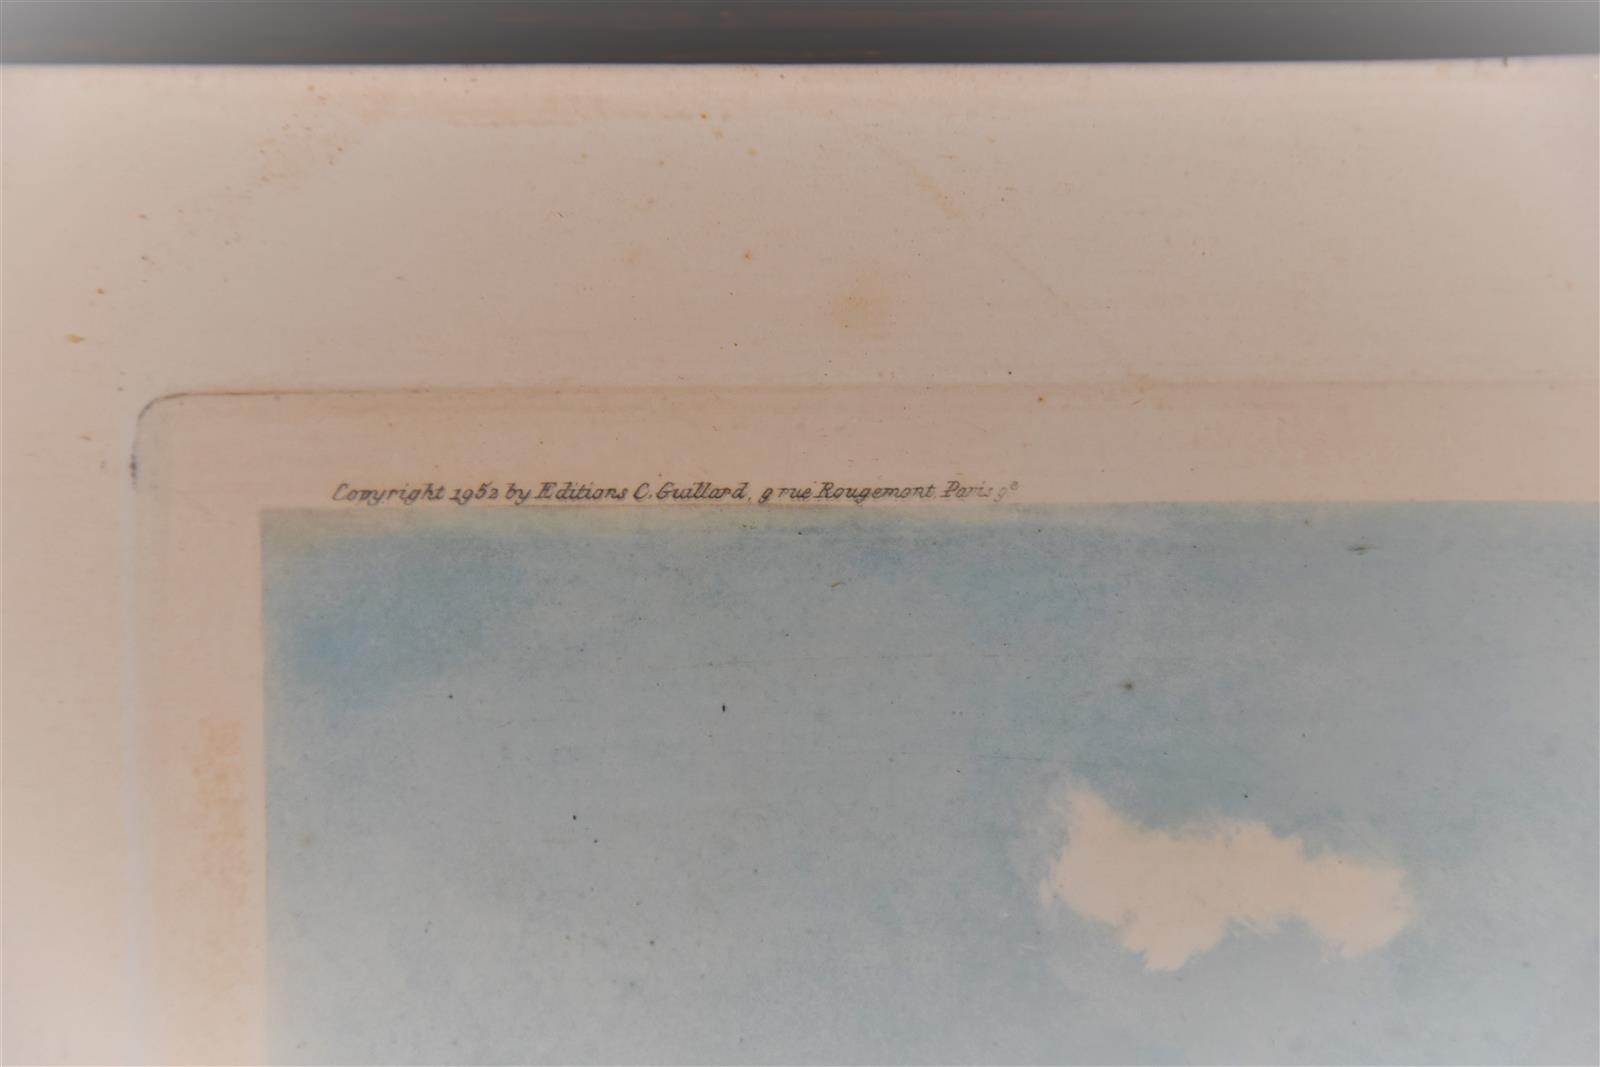 Copyright 1952 by Editions C. Guillard, 9 rue Rougemont, Paris 9e